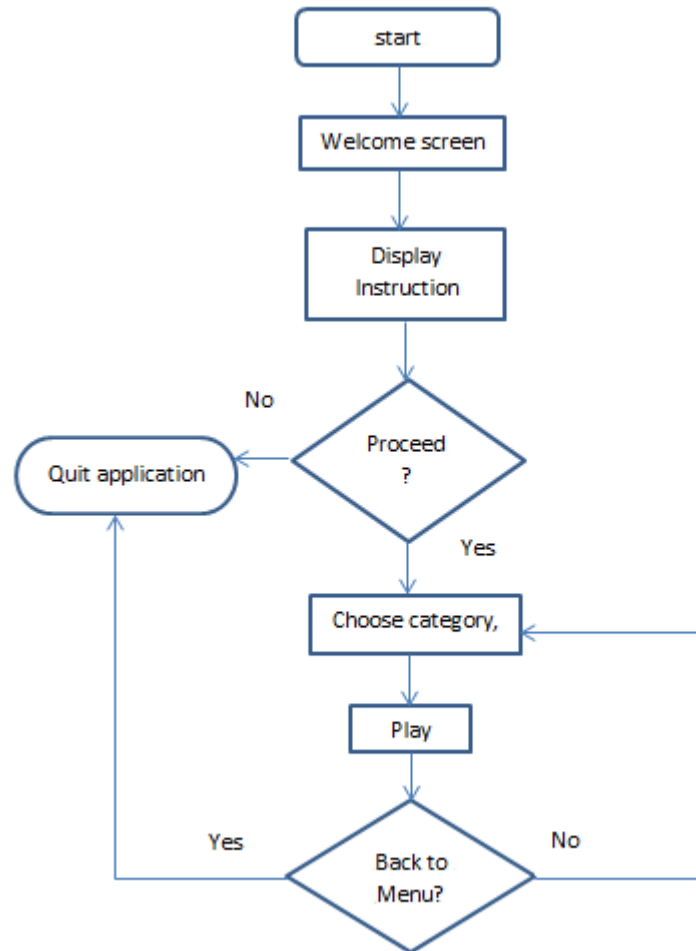 start
Welcome screen
Display
Instruction
No
Proceed
?
Quit application
Yes
Choose category,
Play
Yes
No
Back to
Menu?